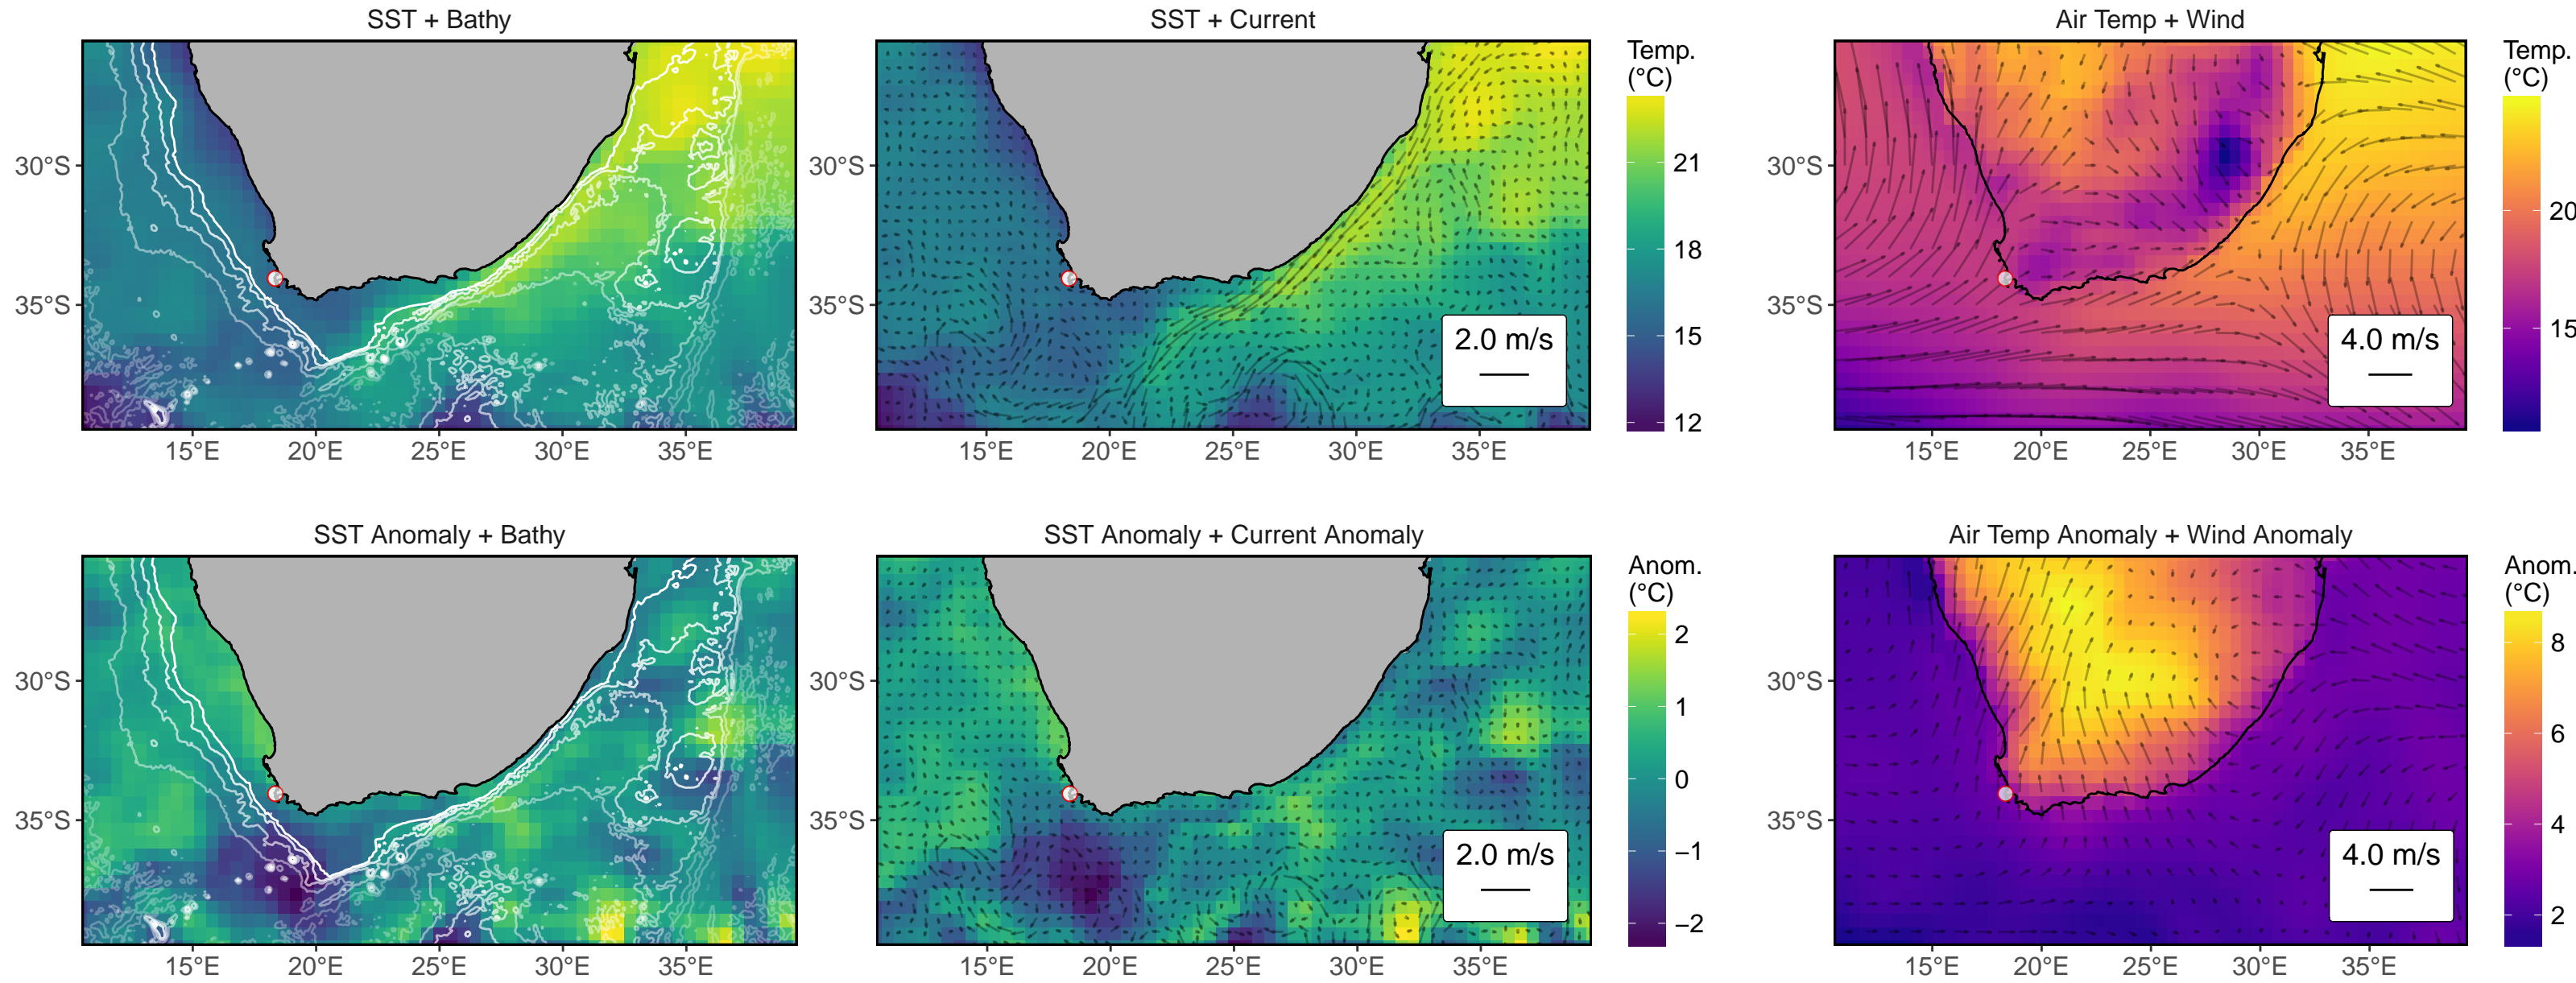 SST + Bathy
SST + Current
Air Temp + Wind
30°S
35°S
15°E 20°E 25°E 30°E 35°E
30°S
35°S
2.0 m/s
15°E 20°E 25°E 30°E 35°E
Temp.
(°C)
21
18
15
12
30°S
35°S
4.0 m/s
15°E 20°E 25°E 30°E 35°E
Temp.
(°C)
20
15
SST Anomaly + Bathy
SST Anomaly + Current Anomaly
Air Temp Anomaly + Wind Anomaly
30°S
35°S
15°E 20°E 25°E 30°E 35°E
30°S
35°S
2.0 m/s
15°E 20°E 25°E 30°E 35°E
Anom.
(°C)
2
1
0
−1
−2
30°S
35°S
4.0 m/s
15°E 20°E 25°E 30°E 35°E
Anom.
(°C)
8
6
4
2